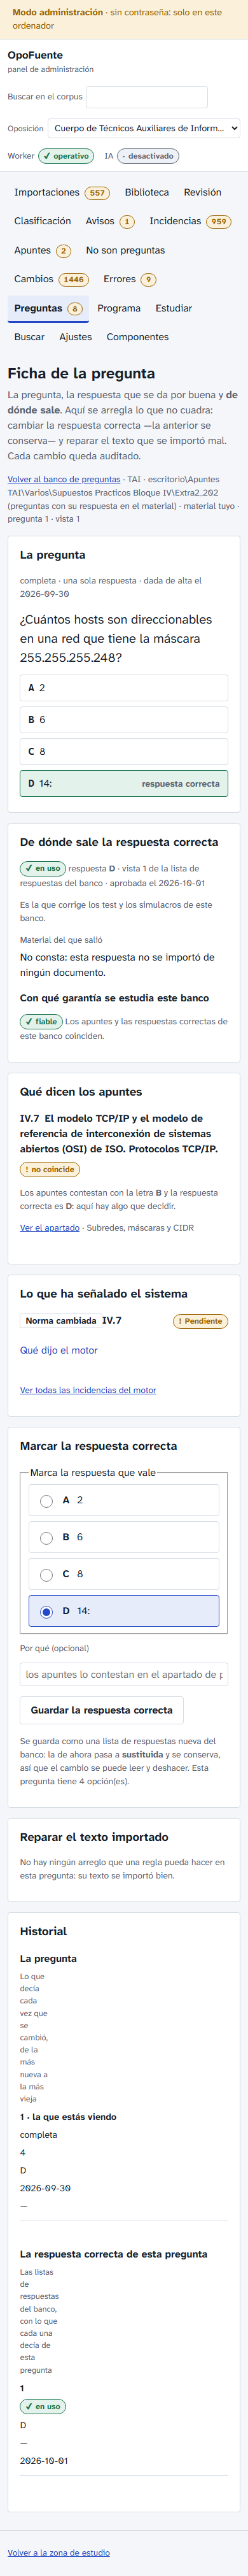 Modo administración · sin contraseña: solo en este
ordenador
OpoFuente
panel de administración
Buscar en el corpus
Oposición Cuerpo de Técnicos Auxiliares de Inform...
Worker ✓ operativo IA · desactivado
Importaciones 557 Biblioteca Revisión
Clasificación Avisos 1 Incidencias 959
Apuntes 2 No son preguntas
Cambios 1446 Errores 9
Preguntas 8 Programa Estudiar
Buscar Ajustes Componentes
Ficha de la pregunta
La pregunta, la respuesta que se da por buena y de
dónde sale. Aquí se arregla lo que no cuadra:
cambiar la respuesta correcta —la anterior se
conserva— y reparar el texto que se importó mal.
Cada cambio queda auditado.
Volver al banco de preguntas · TAI · escritorio\Apuntes
TAI\Varios\Supuestos Practicos Bloque IV\Extra2_202
(preguntas con su respuesta en el material) · material tuyo ·
pregunta 1 · vista 1
La pregunta
completa · una sola respuesta · dada de alta el
2026-09-30
¿Cuántos hosts son direccionables
en una red que tiene la máscara
255.255.255.248?
A 2
B 6
C 8
D 14: respuesta correcta
De dónde sale la respuesta correcta
✓ en uso respuesta D · vista 1 de la lista de
respuestas del banco · aprobada el 2026-10-01
Es la que corrige los test y los simulacros de este
banco.
Material del que salió
No consta: esta respuesta no se importó de
ningún documento.
Con qué garantía se estudia este banco
✓ fiable Los apuntes y las respuestas correctas de
este banco coinciden.
Qué dicen los apuntes
IV.7 El modelo TCP/IP y el modelo de
referencia de interconexión de sistemas
abiertos (OSI) de ISO. Protocolos TCP/IP.
! no coincide
Los apuntes contestan con la letra B y la respuesta
correcta es D: aquí hay algo que decidir.
Ver el apartado · Subredes, máscaras y CIDR
Lo que ha señalado el sistema
Norma cambiada IV.7 ! Pendiente
Qué dijo el motor
Ver todas las incidencias del motor
Marcar la respuesta correcta
Marca la respuesta que vale
A 2
B 6
C 8
D 14:
Por qué (opcional)
los apuntes lo contestan en el apartado de p
Guardar la respuesta correcta
Se guarda como una lista de respuestas nueva del
banco: la de ahora pasa a sustituida y se conserva,
así que el cambio se puede leer y deshacer. Esta
pregunta tiene 4 opción(es).
Reparar el texto importado
No hay ningún arreglo que una regla pueda hacer en
esta pregunta: su texto se importó bien.
Historial
La pregunta
Lo que
decía
cada
vez que
se
cambió,
de la
más
nueva a
la más
vieja
1 · la que estás viendo
completa
4
D
2026-09-30
—
La respuesta correcta de esta pregunta
Las listas
de
respuestas
del banco,
con lo que
cada una
decía de
esta
pregunta
1
✓ en uso
D
—
2026-10-01
Volver a la zona de estudio